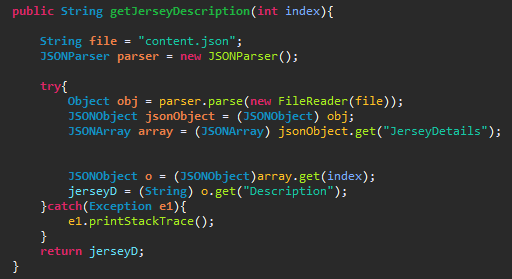 public String getJerseyDescription(int index){
String file = "content.json";
JSONParser parser = new JSONParser();
try{
Object obj = parser.parse(new FileReader(file));
JSONObject jsonObject = (JSONObject) obj;
JSONArray array = (JSONArray) jsonObject.get("JerseyDetails");
JSONObject o = (JSONObject)array.get(index);
jerseyD = (String) o.get("Description");
}catch(Exception e1){
e1.printStackTrace();
}
return jerseyD;
}